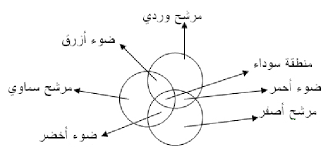 مرشح وردي
ضوء أزرق
منطقة سوداء
مرشح سماوي
ضوء أحمر
مرشح أصفر
ضوء أخضر